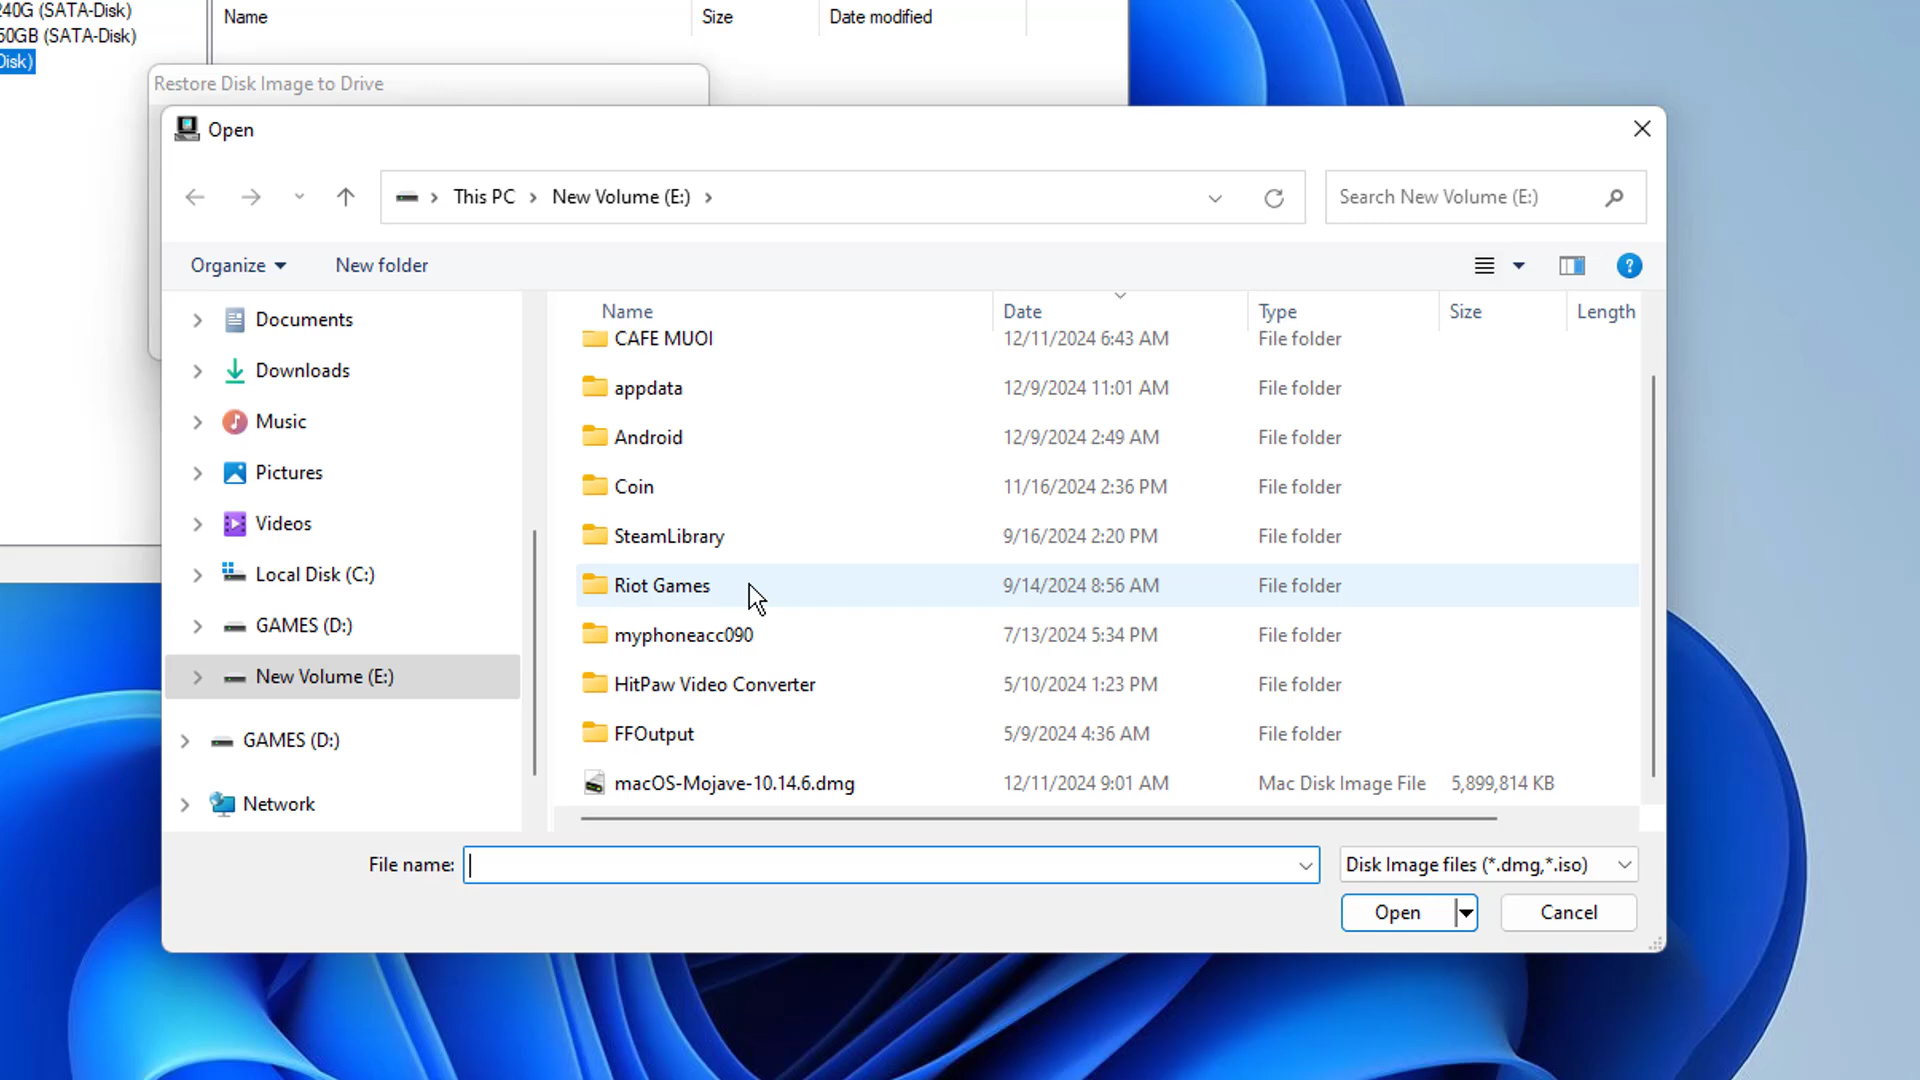 240G (SATA-Disk)
50GB (SATA-Disk)
Disk)
Name Size Date modified
Restore Disk Image to Drive
Open
This PC New Volume (E:)
Search New Volume (E:)
Organize New folder
Documents
Downloads
Music
Pictures
Videos
Local Disk (C:)
GAMES (D:)
New Volume (E:)
GAMES (D:)
Network
Name Date Type Size Length
CAFE MUOI 12/11/2024 6:43 AM File folder
appdata 12/9/2024 11:01 AM File folder
Android 12/9/2024 2:49 AM File folder
Coin 11/16/2024 2:36 PM File folder
SteamLibrary 9/16/2024 2:20 PM File folder
Riot Games 9/14/2024 8:56 AM File folder
myphoneacc090 7/13/2024 5:34 PM File folder
HitPaw Video Converter 5/10/2024 1:23 PM File folder
FFOutput 5/9/2024 4:36 AM File folder
macOS-Mojave-10.14.6.dmg 12/11/2024 9:01 AM Mac Disk Image File 5,899,814 KB
File name: Disk Image files (*.dmg,*.iso)
Open Cancel